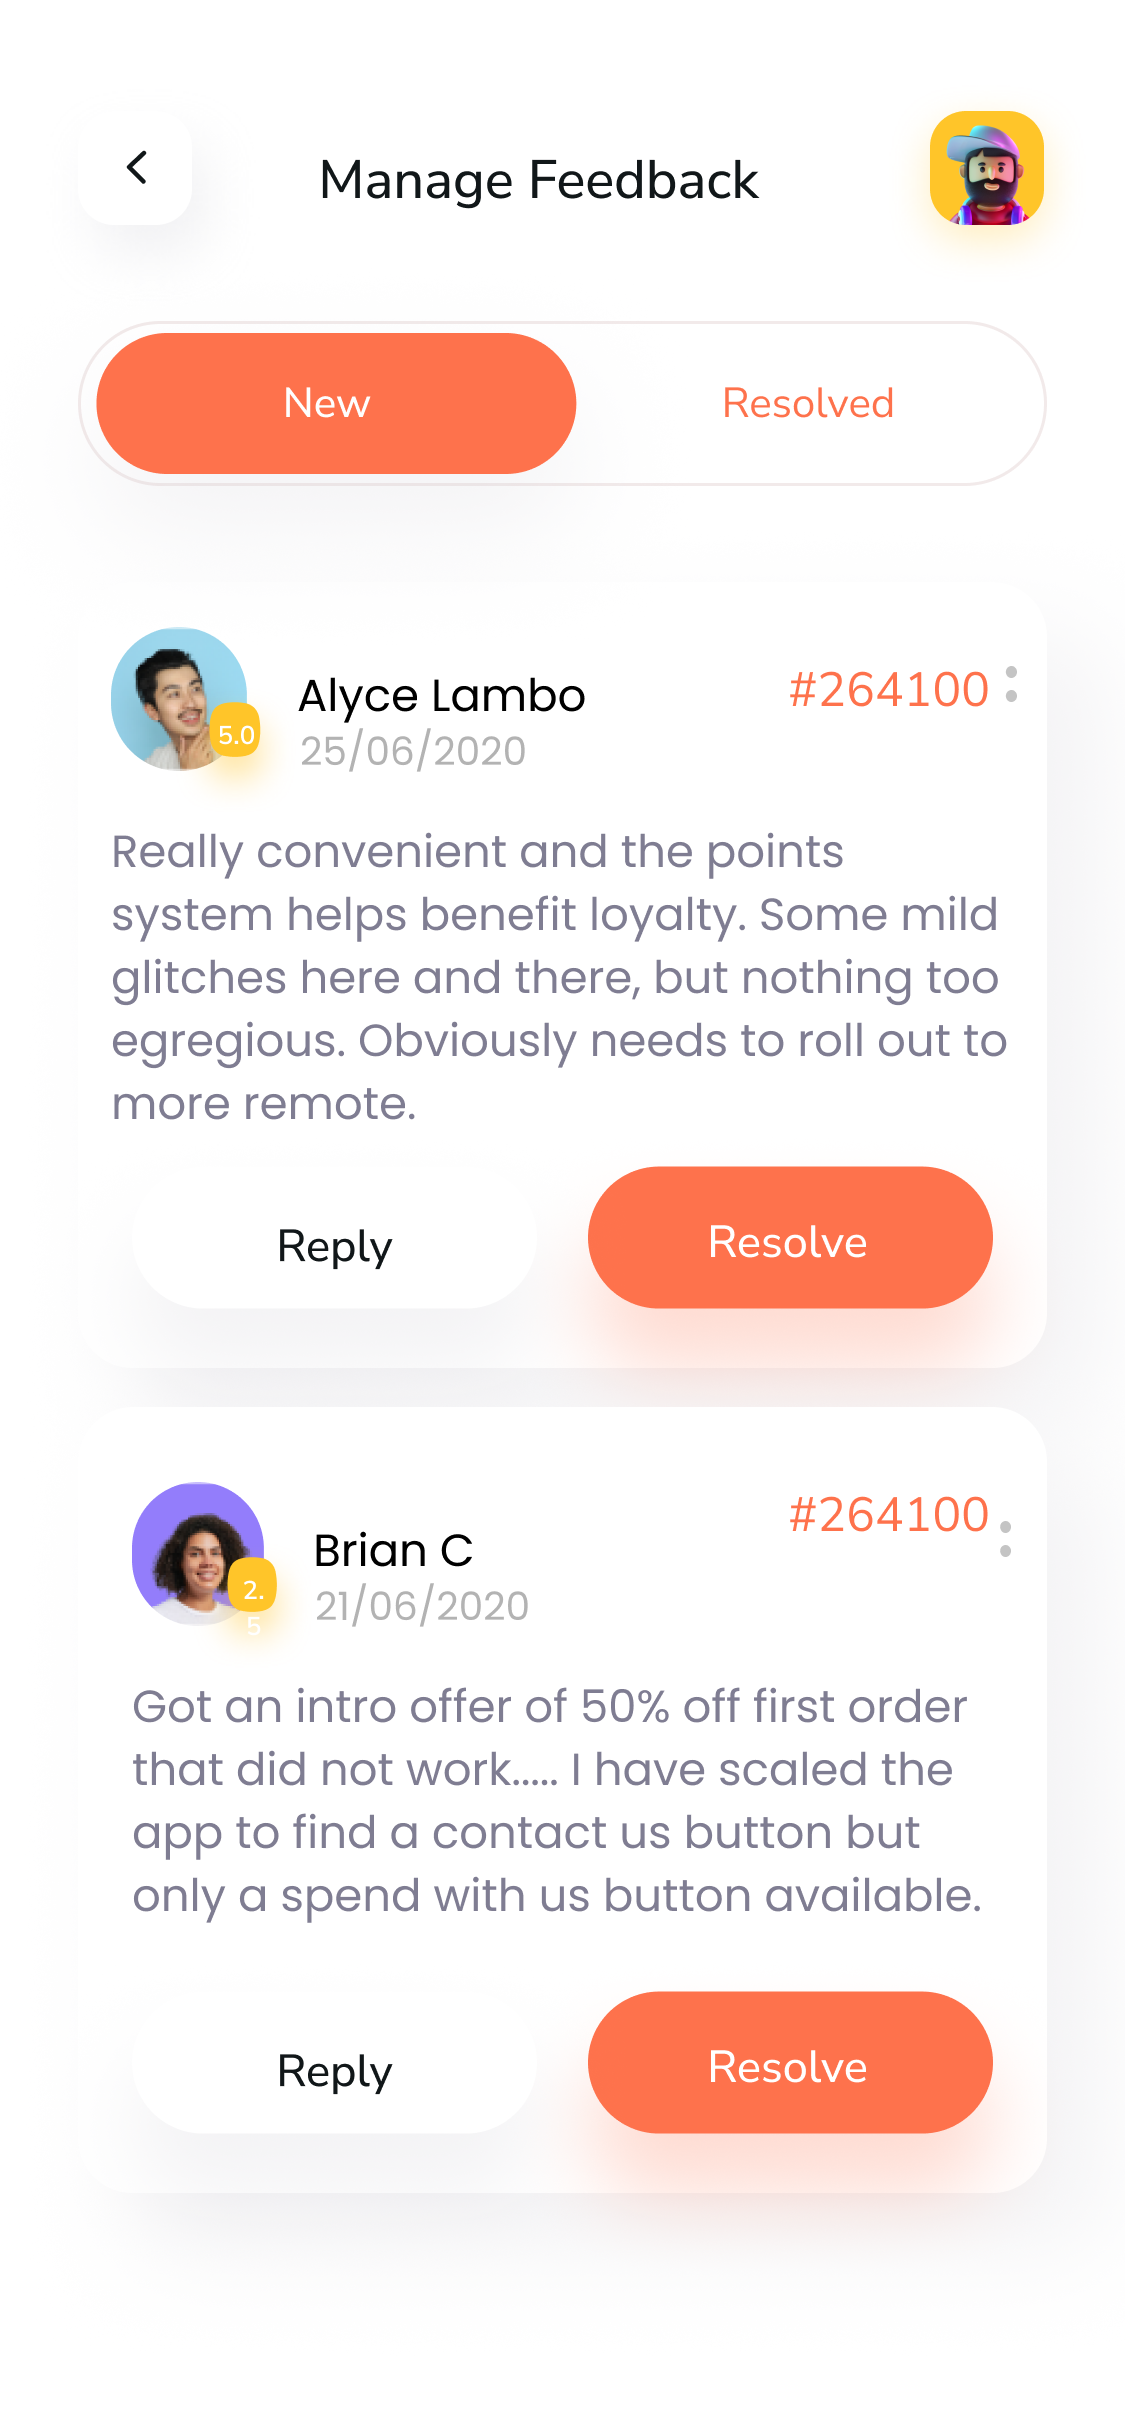 Manage Feedback
New
Resolved
Alyce Lambo
#264100
5.0
25/06/2020
Really convenient and the points
system helps benefit loyalty. Some mild
glitches here and there, but nothing too
egregious. Obviously needs to roll out to
more remote.
Reply
Resolve
#264100
Brian C
2.
5
21/06/2020
Got an intro offer of 50% off first order
that did not work..... I have scaled the
app to find a contact us button but
only a spend with us button available.
Reply
Resolve